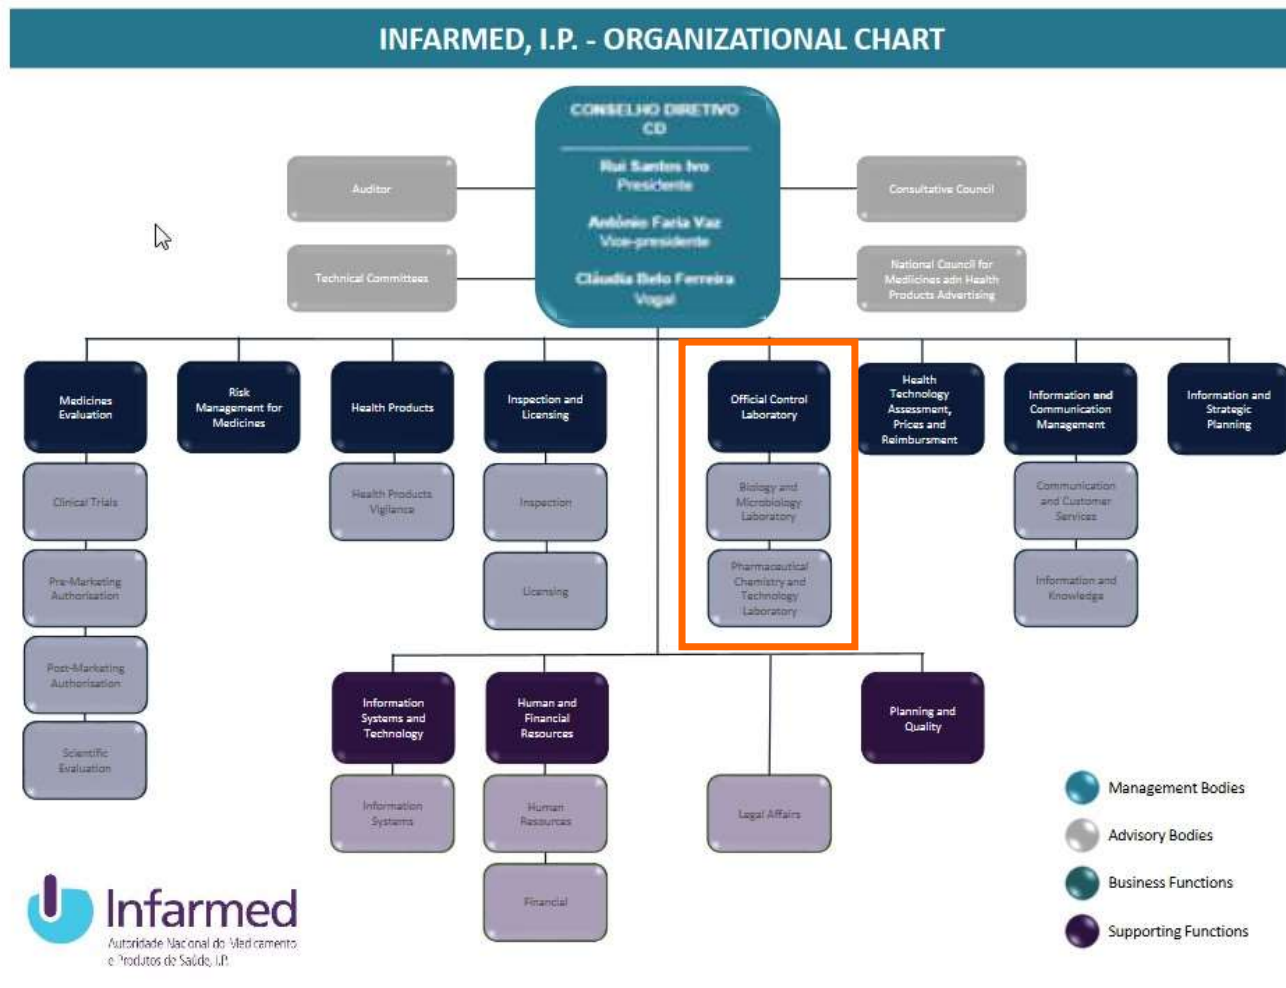 INFARMED, I.P. - ORGANIZATIONAL CHART
CONSELHO DIRETIVO
CD
Rui Santos Ivo
Presidente
António Faria Vaz
Vice-presidente
Cláudia Belo Ferreira
Vogal
Auditor
Consultative Council
Technical Committees
National Council for
Medicines adn Health
Products Advertising
Medicines
Evaluation
Risk
Management for
Medicines
Health Products
Inspection and
Licensing
Official Control
Laboratory
Health
Technology
Assessment,
Prices and
Reimbursment
Information and
Communication
Management
Information and
Strategic
Planning
Clinical Trials
Health Products
Vigilance
Inspection
Biology and
Microbiology
Laboratory
Communication
and Customer
Services
Pre-Marketing
Authorisation
Licensing
Pharmaceutical
Chemistry and
Technology
Laboratory
Information and
Knowledge
Post-Marketing
Authorisation
Scientific
Evaluation
Information
Systems and
Technology
Human and
Financial
Resources
Planning and
Quality
Information
Systems
Human
Resources
Legal Affairs
Financial
Management Bodies
Advisory Bodies
Business Functions
Supporting Functions
Infarmed
Autoridade Nacional do Medicamento
e Produtos de Saúde, I.P.